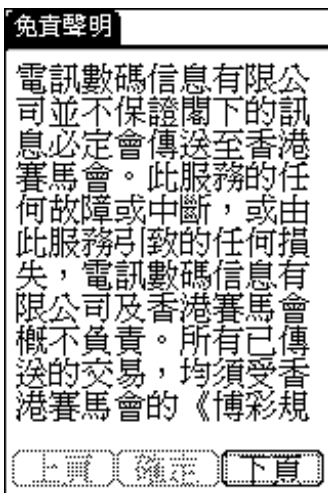 免責聲明
電訊數碼信息有限公
司並不保證閣下的訊
息必定會傳送至香港
賽馬會。此服務的任
何故障或中斷,或由
此服務引致的任何損
失,電訊數碼信息有
限公司及香港賽馬會
概不負責。所有已傳
送的交易,均須受香
港賽馬會的《博彩規
上頁 確定 下頁